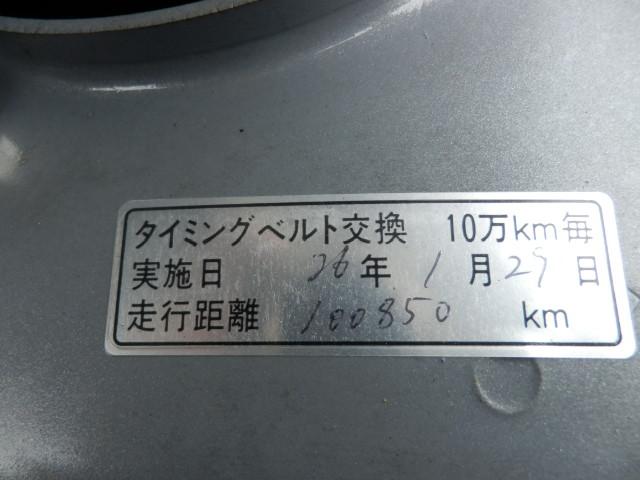 タイミングベルト交換 10万km毎
実施日 26年 1月29日
走行距離 100850 km